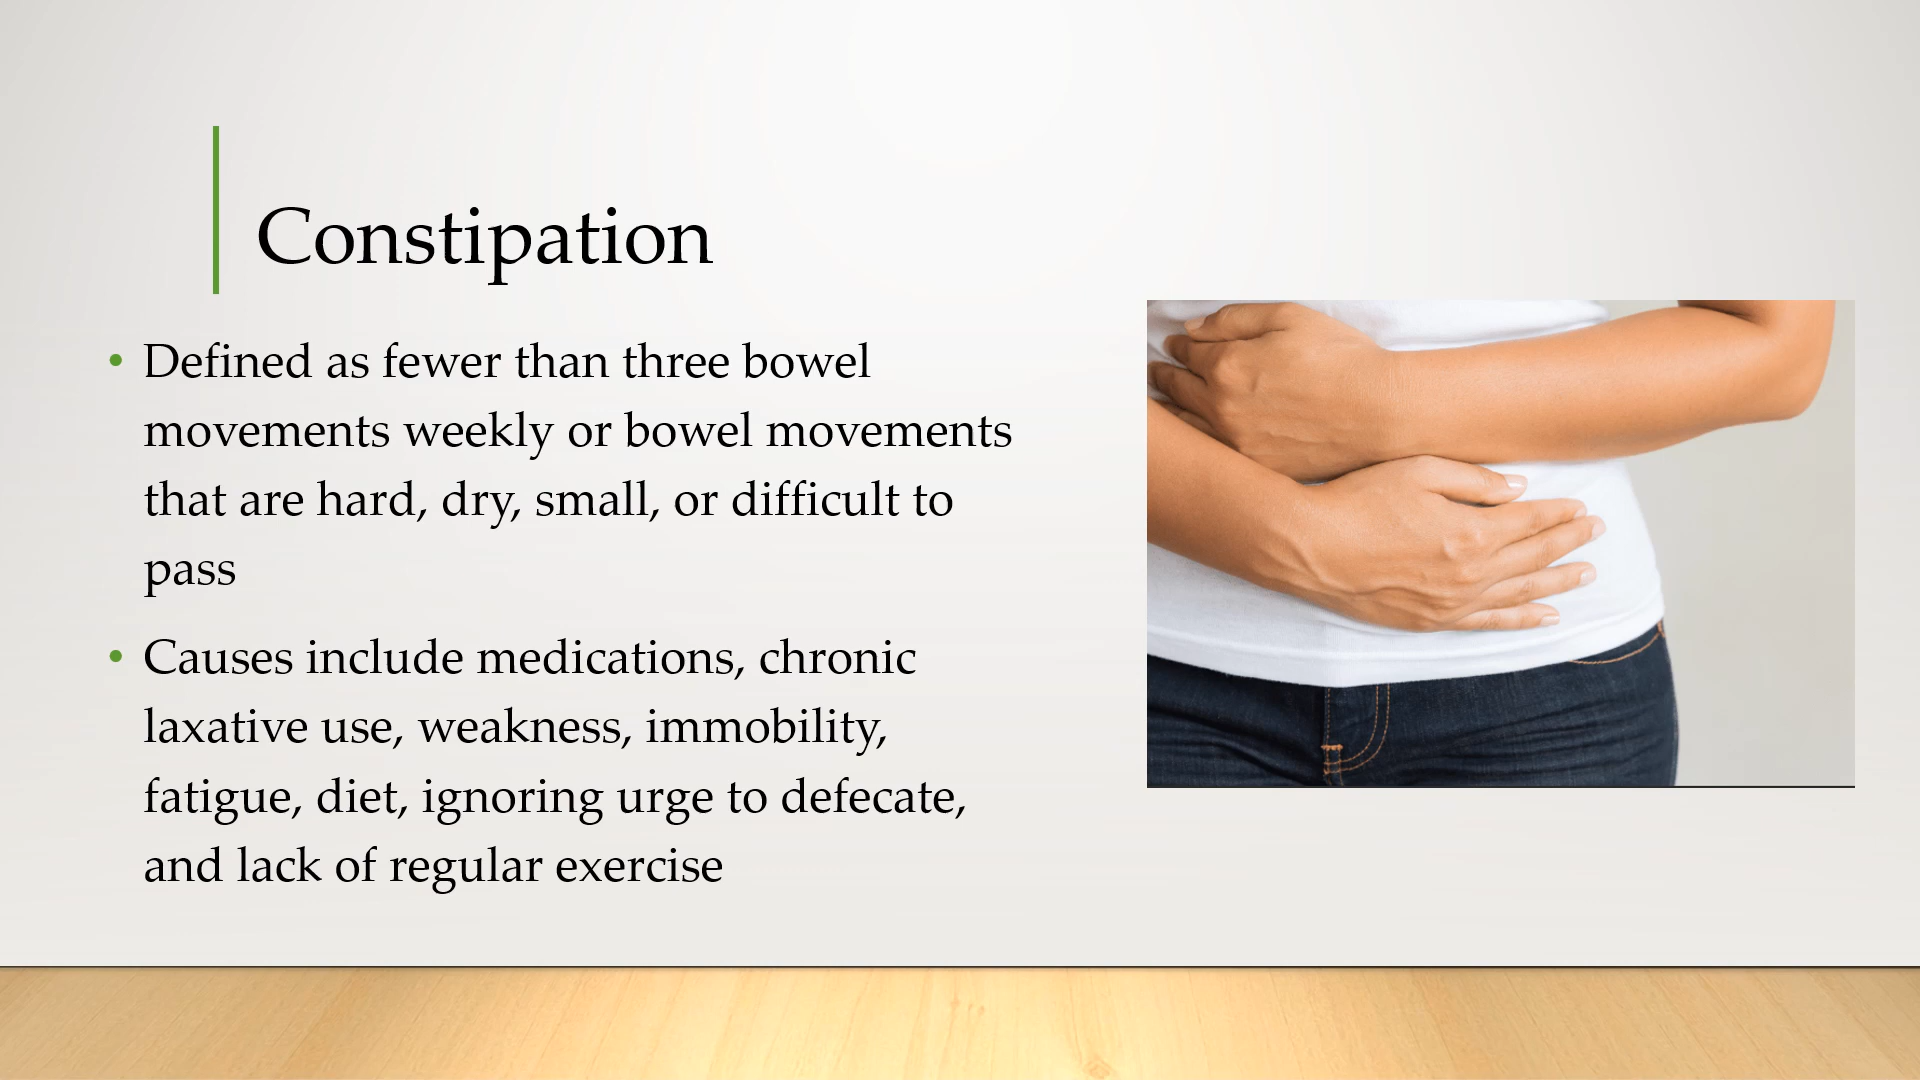 Constipation
• Defined as fewer than three bowel
movements weekly or bowel movements
that are hard, dry, small, or difficult to
pass
• Causes include medications, chronic
laxative use, weakness, immobility,
fatigue, diet, ignoring urge to defecate,
and lack of regular exercise